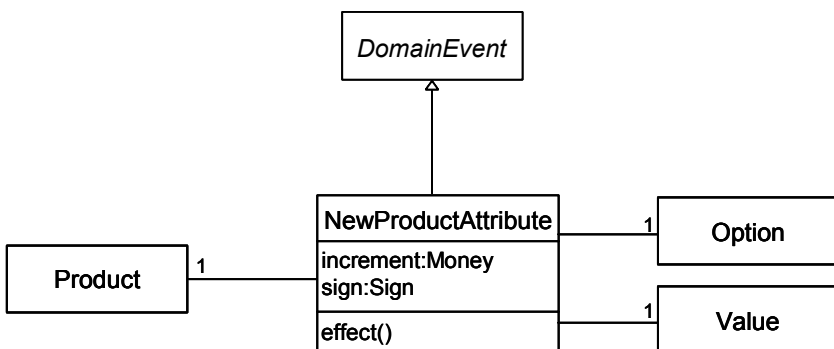 DomainEvent
NewProductAttribute
increment:Money
sign:Sign
effect()
1
Product
1
Option
1
Value